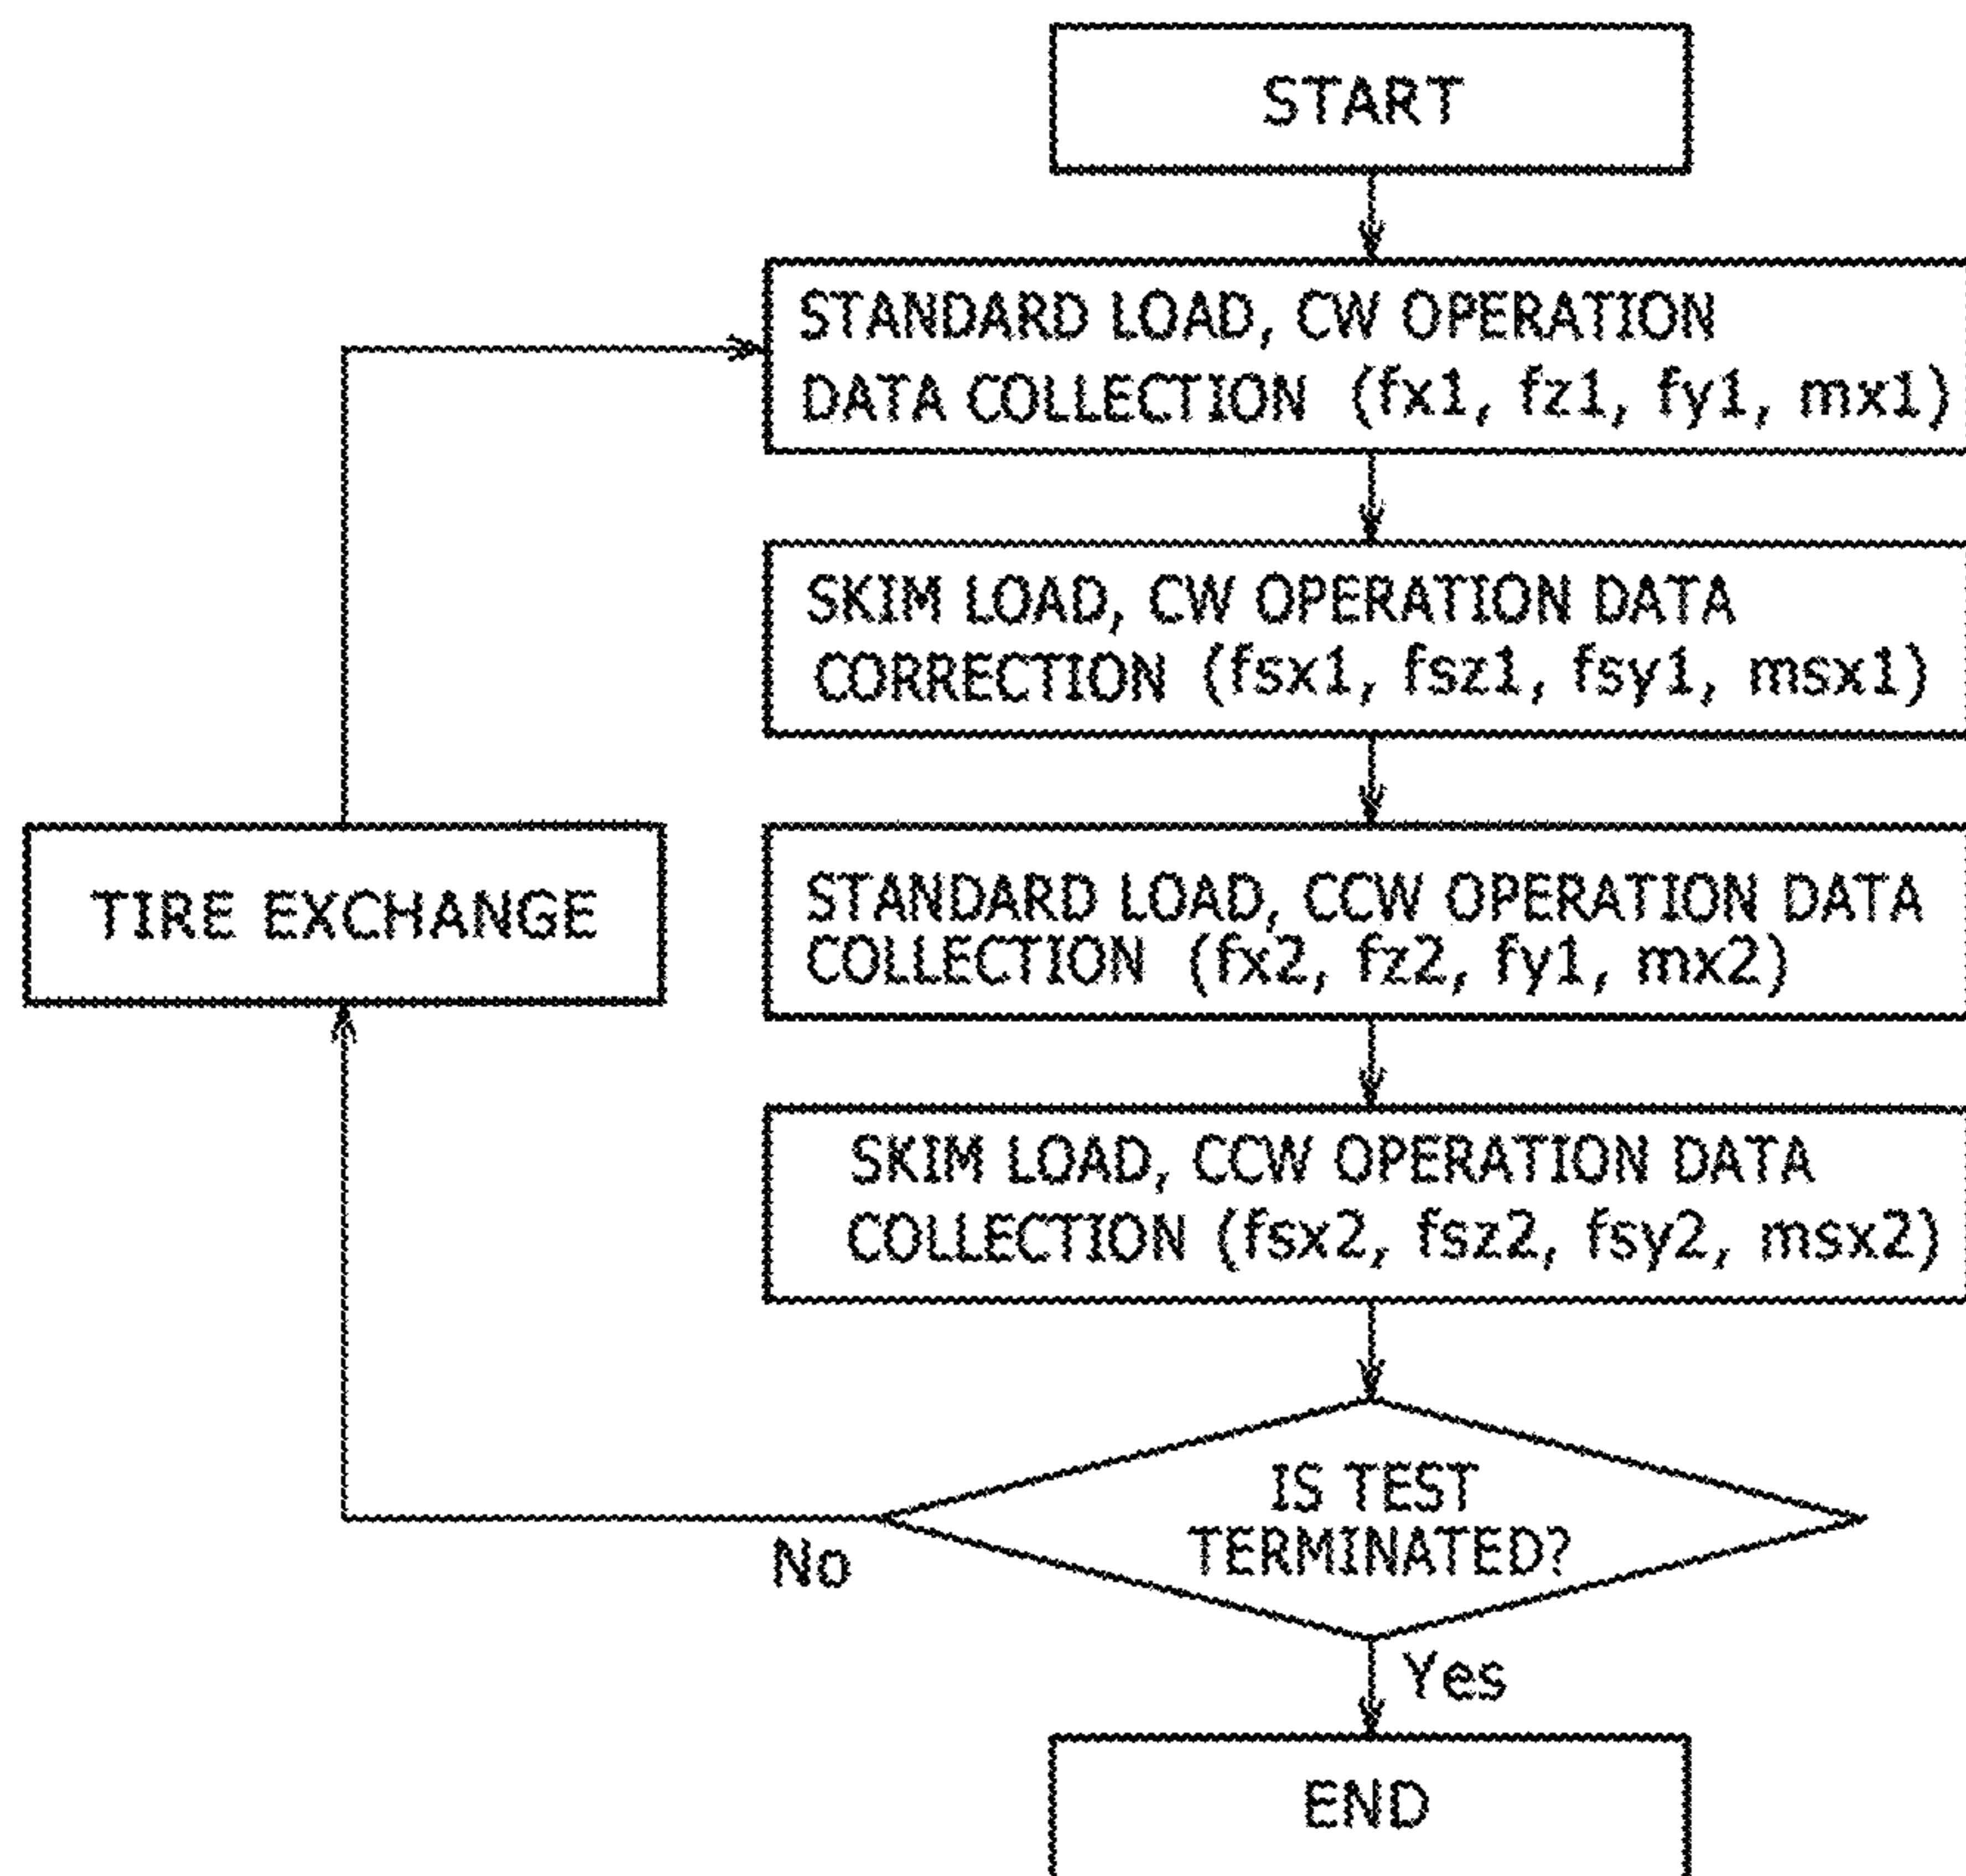 START
STANDARD LOAD, CW OPERATION
DATA COLLECTION (fx1, fz1, fy1, mx1)
SKIM LOAD, CW OPERATION DATA
CORRECTION (fsx1, fsz1, fsy1, msx1)
TIRE EXCHANGE
STANDARD LOAD, CCW OPERATION DATA
COLLECTION (fx2, fz2, fy1, mx2)
SKIM LOAD, CCW OPERATION DATA
COLLECTION (fsx2, fsz2, fsy2, msx2)
IS TEST
TERMINATED?
No
Yes
END